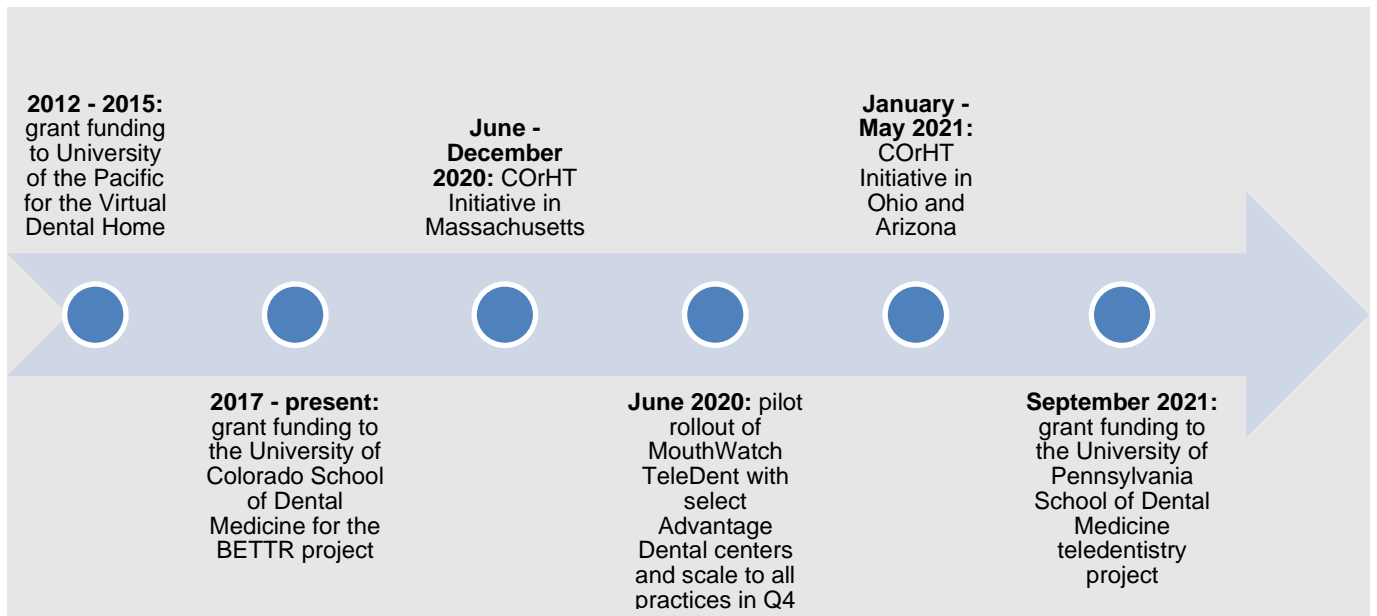 2012 - 2015:
grant funding
to University
of the Pacific
for the Virtual
Dental Home
2017 - present:
grant funding to
the University of
Colorado School
of Dental
Medicine for the
BETTR project
June -
December
2020: COrHT
Initiative in
Massachusetts
June 2020: pilot
rollout of
MouthWatch
TeleDent with
select
Advantage
Dental centers
and scale to all
practices in Q4
January -
May 2021:
COrHT
Initiative in
Ohio and
Arizona
September 2021:
grant funding to
the University of
Pennsylvania
School of Dental
Medicine
teledentistry
project